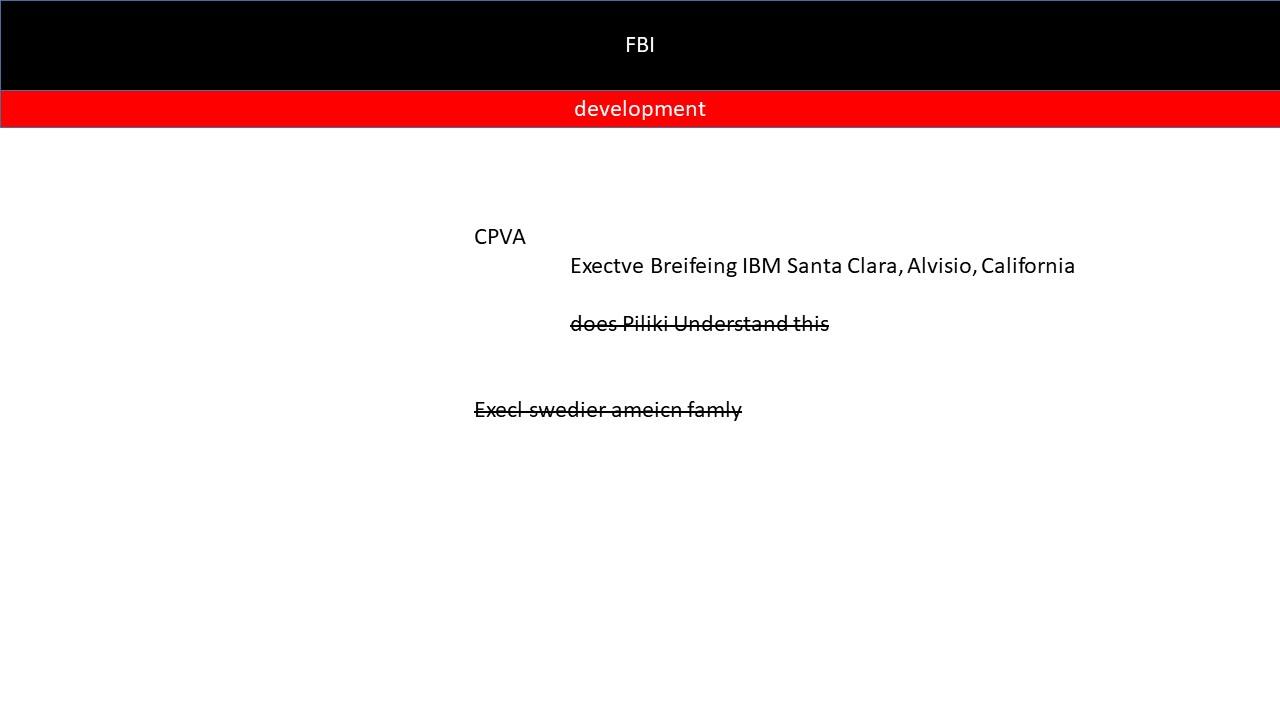 FBI
development
CPVA
Exectve Breifeing IBM Santa Clara, Alvisio, California
does Piliki Understand this
Execl swedier ameicn famly